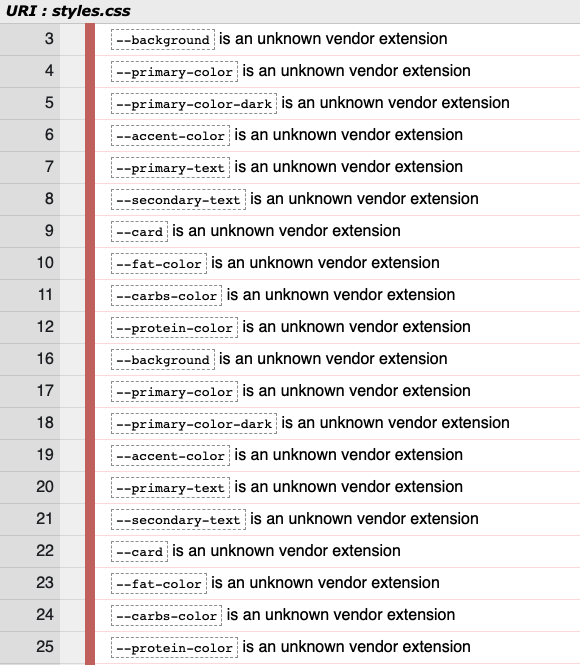 URI : styles.css
3 --background is an unknown vendor extension
4 --primary-color is an unknown vendor extension
5 --primary-color-dark is an unknown vendor extension
6 --accent-color is an unknown vendor extension
7 --primary-text is an unknown vendor extension
8 --secondary-text is an unknown vendor extension
9 --card is an unknown vendor extension
10 --fat-color is an unknown vendor extension
11 --carbs-color is an unknown vendor extension
12 --protein-color is an unknown vendor extension
16 --background is an unknown vendor extension
17 --primary-color is an unknown vendor extension
18 --primary-color-dark is an unknown vendor extension
19 --accent-color is an unknown vendor extension
20 --primary-text is an unknown vendor extension
21 --secondary-text is an unknown vendor extension
22 --card is an unknown vendor extension
23 --fat-color is an unknown vendor extension
24 --carbs-color is an unknown vendor extension
25 --protein-color is an unknown vendor extension